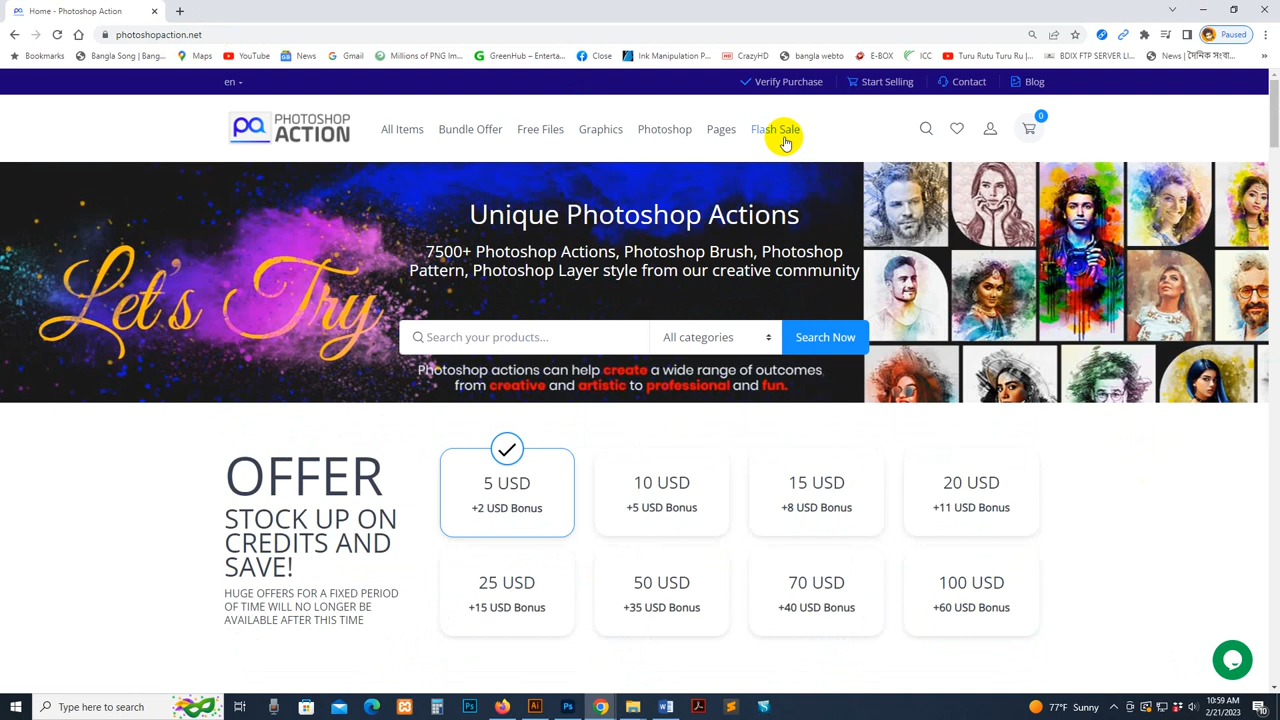 Home - Photoshop Action
photoshopaction.net
Paused
Bookmarks
Bangla Song | Bang...
Maps
YouTube
News
Gmail
Millions of PNG Im...
GreenHub – Enterta...
Close
Ink Manipulation P...
CrazyHD
bangla webto
E-BOX
ICC
Turu Rutu Turu Ru |...
BDIX FTP SERVER LI...
News | দৈনিক সংবা...
en
Verify Purchase
Start Selling
Contact
Blog
pa PHOTOSHOP
ACTION
All Items
Bundle Offer
Free Files
Graphics
Photoshop
Pages
Flash Sale
0
Let's Try
Unique Photoshop Actions
7500+ Photoshop Actions, Photoshop Brush, Photoshop
Pattern, Photoshop Layer style from our creative community
Search your products...
All categories
Search Now
Photoshop actions can help create a wide range of outcomes
from creative and artistic to professional and fun.
OFFER
STOCK UP ON
CREDITS AND
SAVE!
HUGE OFFERS FOR A FIXED PERIOD
OF TIME WILL NO LONGER BE
AVAILABLE AFTER THIS TIME
5 USD
+2 USD Bonus
10 USD
+5 USD Bonus
15 USD
+8 USD Bonus
20 USD
+11 USD Bonus
25 USD
+15 USD Bonus
50 USD
+35 USD Bonus
70 USD
+40 USD Bonus
100 USD
+60 USD Bonus
Type here to search
Ps
Ai
Ps
77°F Sunny
10:59 AM
2/21/2023
10